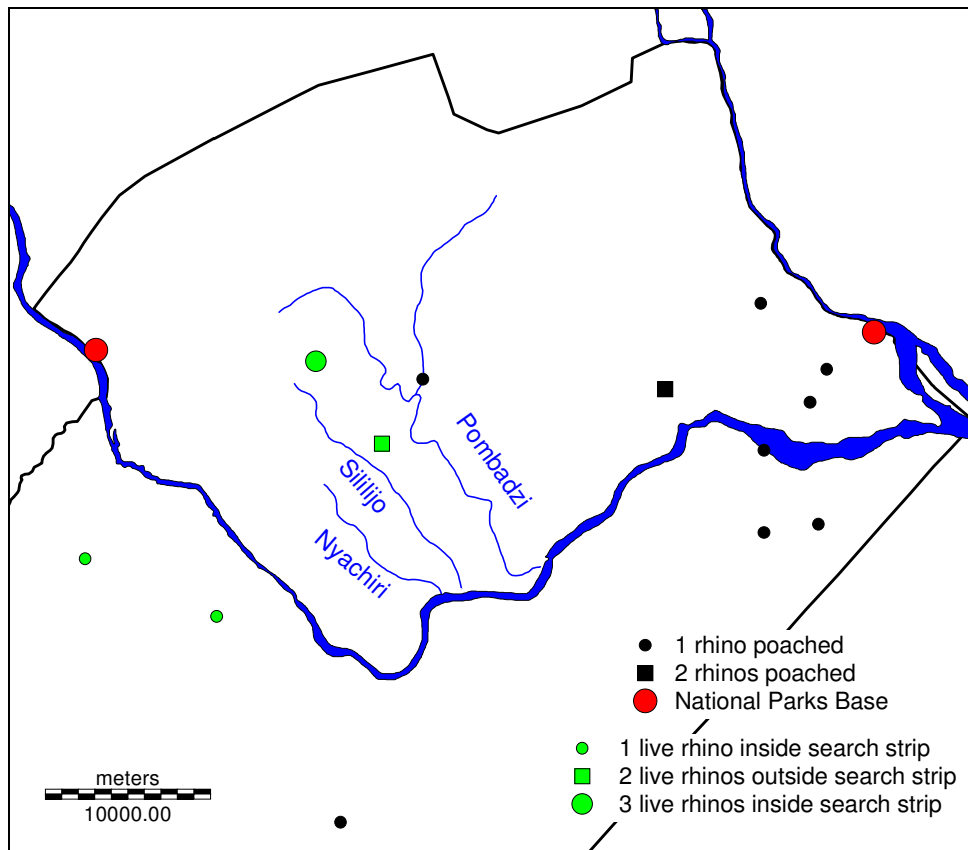 Pombadzi
Sililijo
Nyachiri
1 rhino poached
2 rhinos poached
National Parks Base
1 live rhino inside search strip
2 live rhinos outside search strip
3 live rhinos inside search strip
meters
10000.00